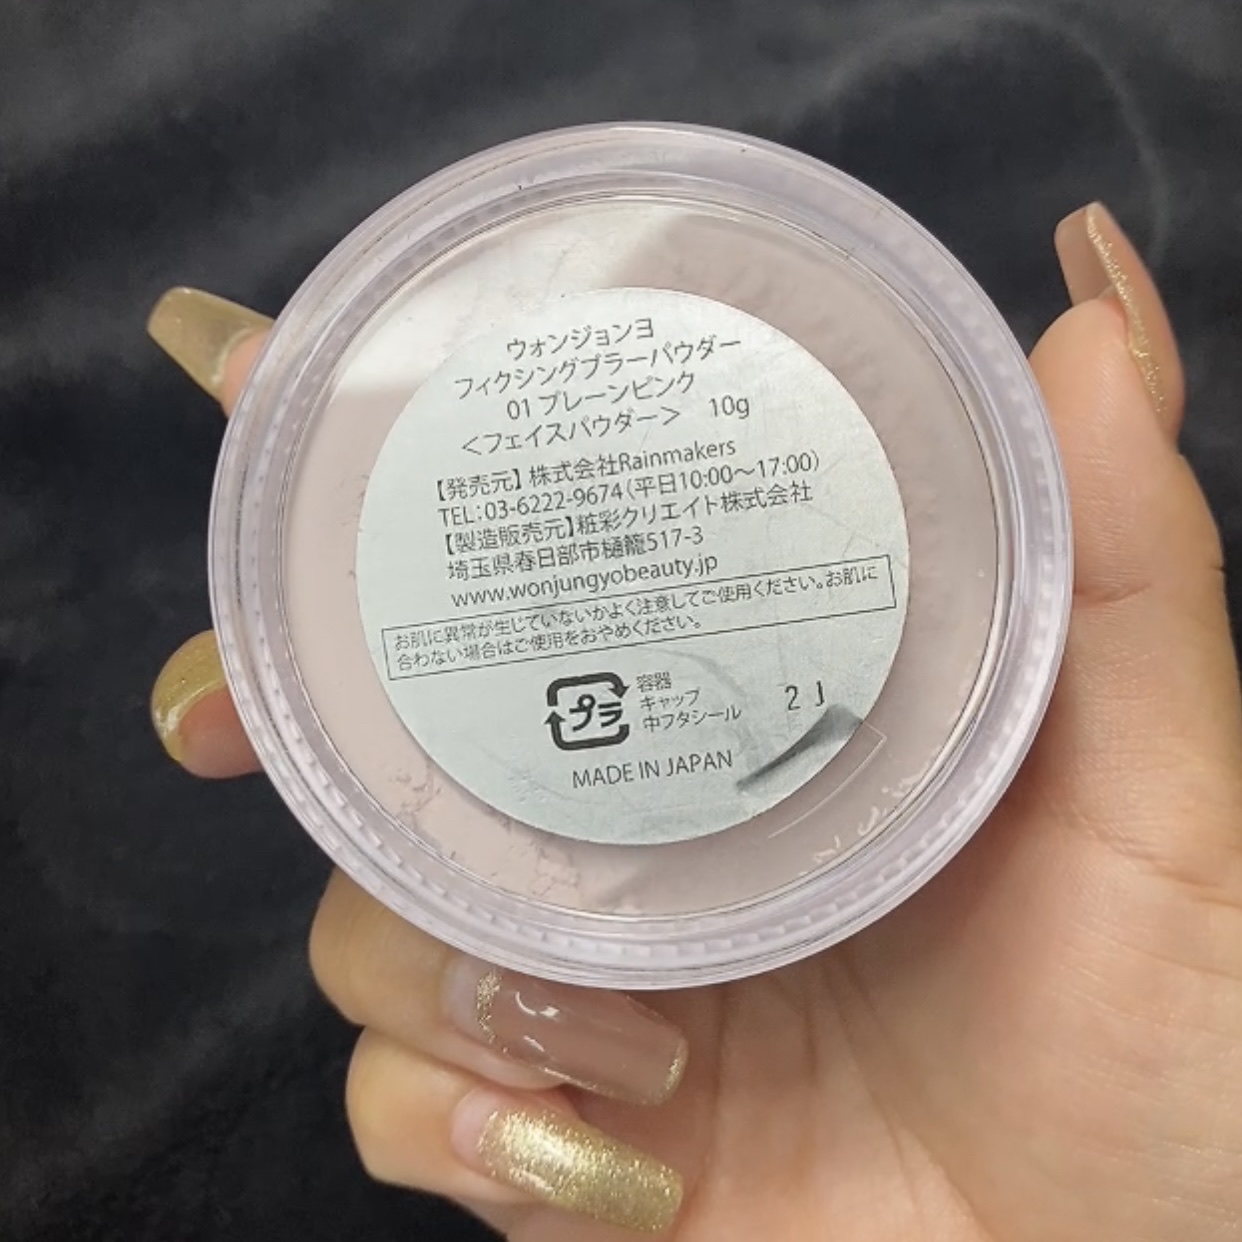 ウォンジョンヨ
フィクシングブラーパウダー
01 プレーンピンク
＜フェイスパウダー＞ 10g
【発売元】株式会社Rainmakers
TEL：03-6222-9674（平日10:00〜17:00）
【製造販売元】粧彩クリエイト株式会社
埼玉県春日部市樋籠517-3
www.wonjungyobeauty.jp
お肌に異常が生じていないかよく注意してご使用ください。お肌に
合わない場合はご使用をおやめください。
プラ
容器
キャップ
中フタシール
2 J
MADE IN JAPAN